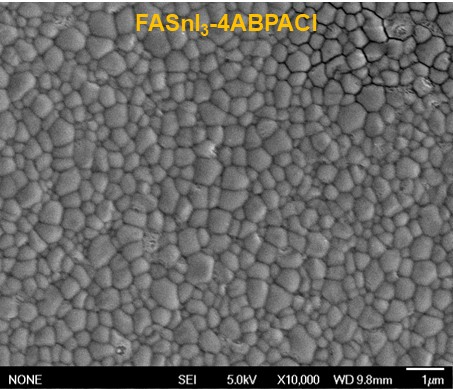 FASnI3-4ABPACl
NONE SEI 5.0kV X10,000 WD 9.8mm 1μm